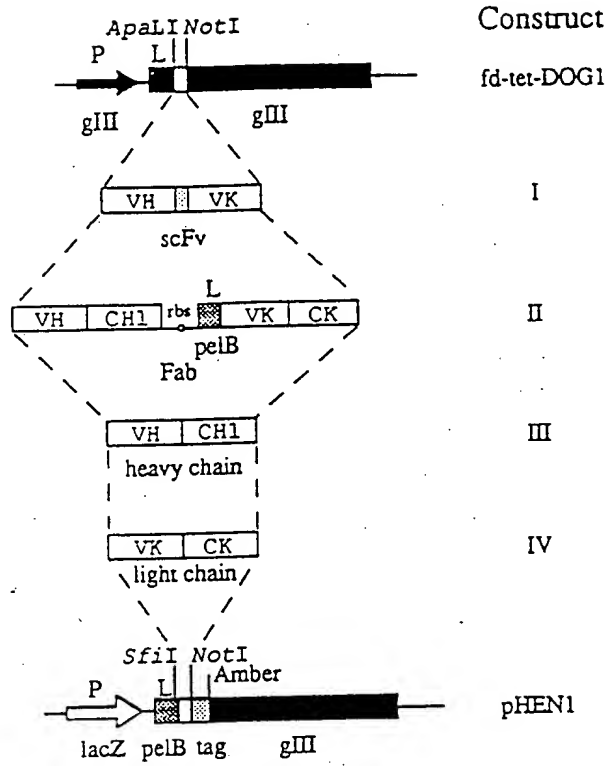 Construct
ApaLI NotI
P L
fd-tet-DOG1
gIII gIII
VH VK I
scFv
L
VH CH1 rbs VK CK II
pelB
Fab
VH CH1 III
heavy chain
VK CK IV
light chain
SfiI NotI
Amber
P L
pHEN1
lacZ pelB tag gIII